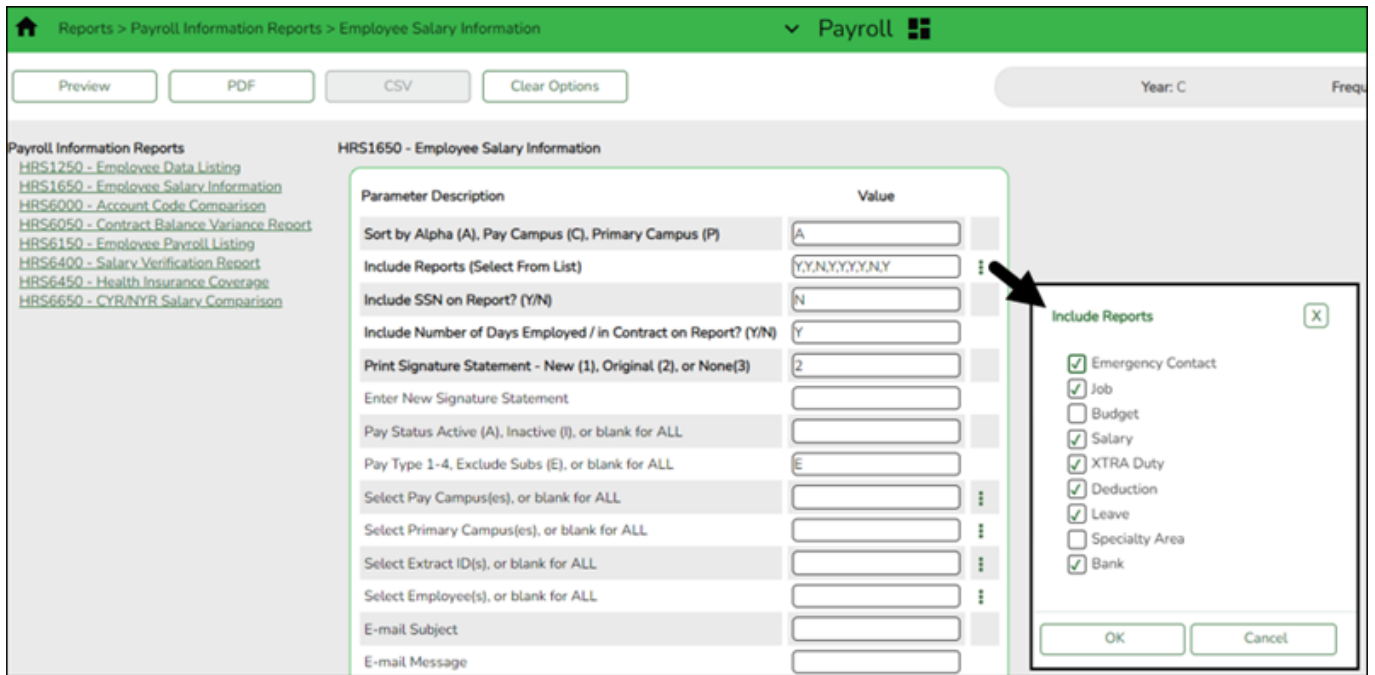 Reports > Payroll Information Reports > Employee Salary Information
Payroll
Preview
PDF
CSV
Clear Options
Year: C
Frequ
Payroll Information Reports
HRS1250 - Employee Data Listing
HRS1650 - Employee Salary Information
HRS6000 - Account Code Comparison
HRS6050 - Contract Balance Variance Report
HRS6150 - Employee Payroll Listing
HRS6400 - Salary Verification Report
HRS6450 - Health Insurance Coverage
HRS6650 - CYR/NYR Salary Comparison
HRS1650 - Employee Salary Information
Parameter Description Value
Sort by Alpha (A), Pay Campus (C), Primary Campus (P) A
Include Reports (Select From List) Y,Y,N,Y,Y,Y,Y,N,Y
Include SSN on Report? (Y/N) N
Include Number of Days Employed / in Contract on Report? (Y/N) Y
Print Signature Statement - New (1), Original (2), or None(3) 2
Enter New Signature Statement
Pay Status Active (A), Inactive (I), or blank for ALL
Pay Type 1-4, Exclude Subs (E), or blank for ALL E
Select Pay Campus(es), or blank for ALL
Select Primary Campus(es), or blank for ALL
Select Extract ID(s), or blank for ALL
Select Employee(s), or blank for ALL
E-mail Subject
E-mail Message
Include Reports X
Emergency Contact
Job
Budget
Salary
XTRA Duty
Deduction
Leave
Specialty Area
Bank
OK
Cancel